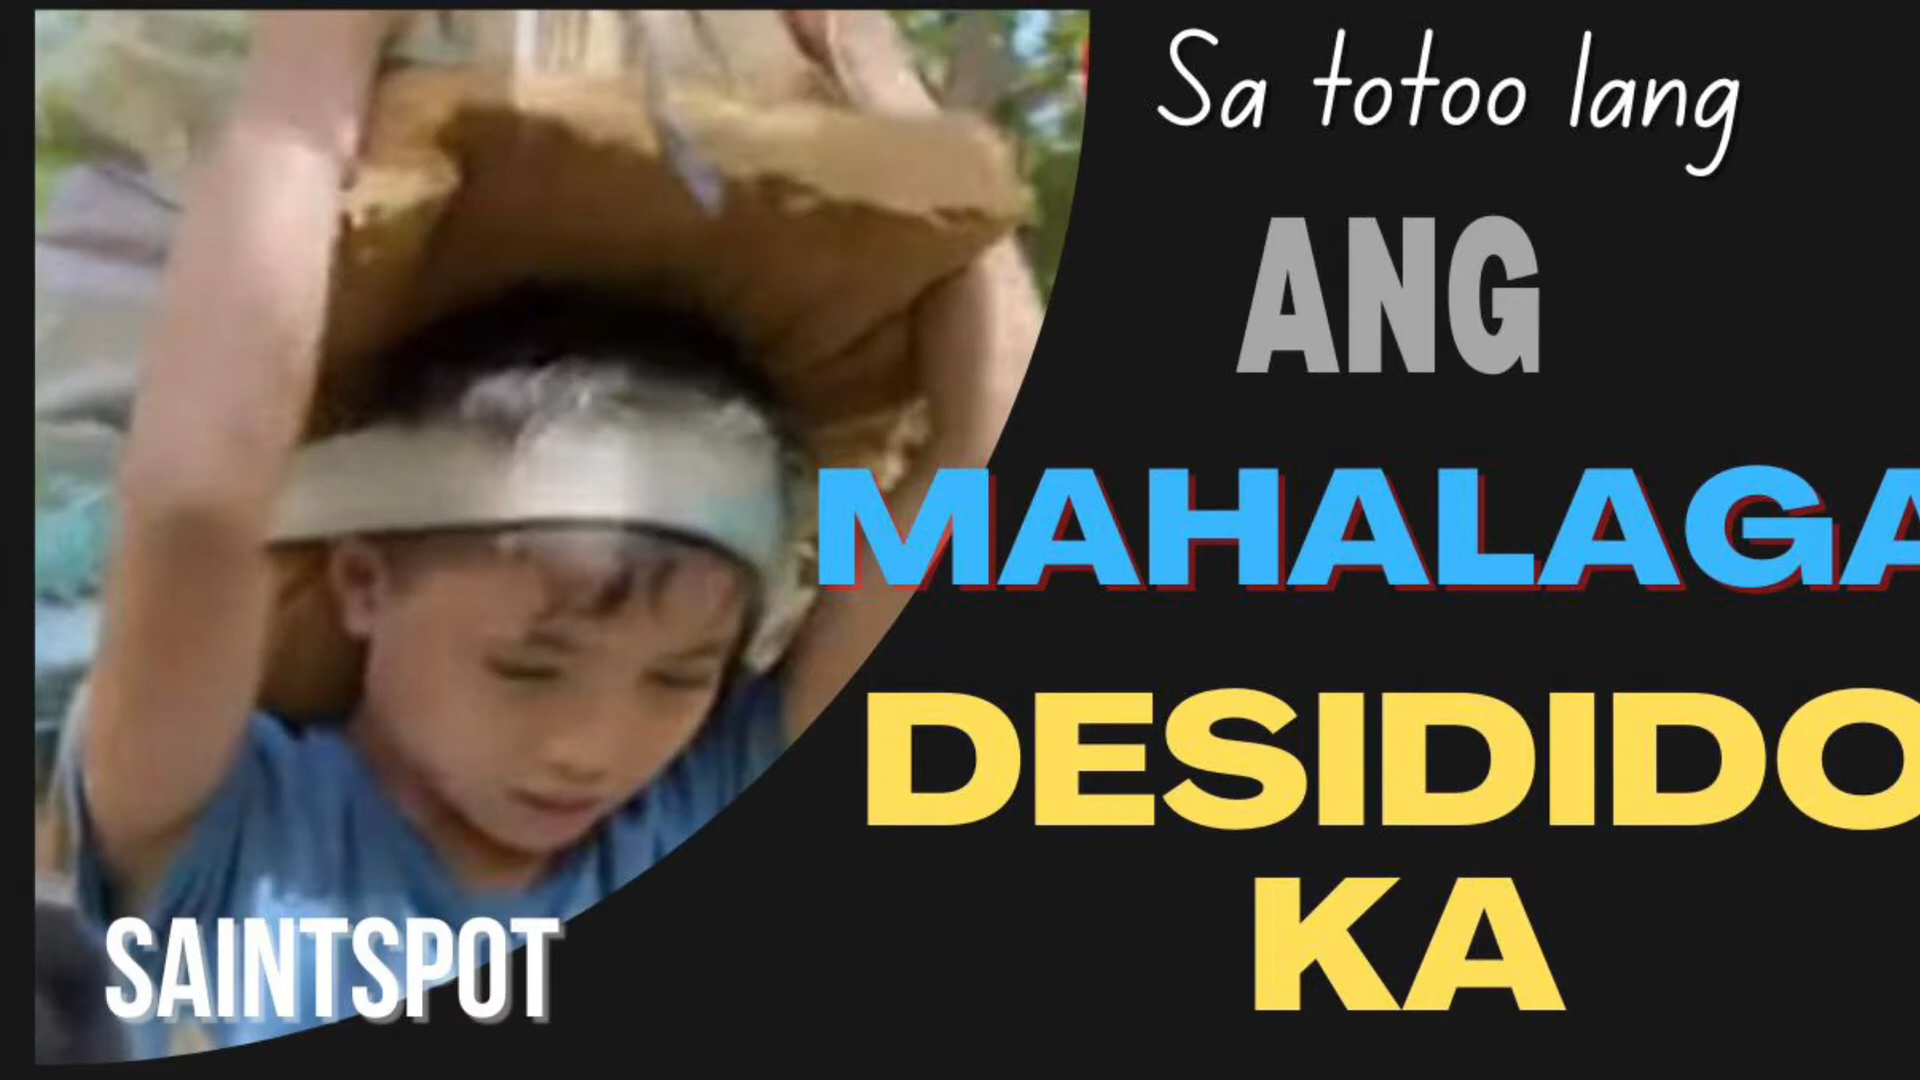 Sa totoo lang
ANG
MAHALAGA
DESIDIDO
KA
SAINTSPOT